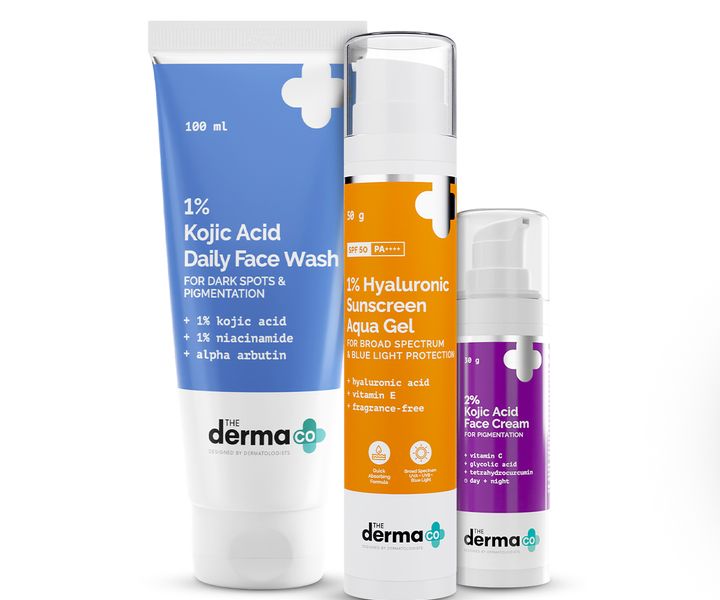 100 ml
1%
Kojic Acid
Daily Face Wash
FOR DARK SPOTS &
PIGMENTATION
+ 1% kojic acid
+ 1% niacinamide
+ alpha arbutin
THE
derma co
DESIGNED BY DERMATOLOGISTS
50 g
SPF 50 PA++++
1% Hyaluronic
Sunscreen
Aqua Gel
FOR BROAD SPECTRUM
& BLUE LIGHT PROTECTION
+ hyaluronic acid
+ vitamin E
+ fragrance-free
Quick
Absorbing
Formula
Broad Spectrum
UVA + UVB +
Blue Light
THE
derma co
DESIGNED BY DERMATOLOGISTS
30 g
2%
Kojic Acid
Face Cream
FOR PIGMENTATION
+ vitamin C
+ glycolic acid
+ tetrahydrocurcumin
day + night
THE
derma co
DESIGNED BY DERMATOLOGISTS